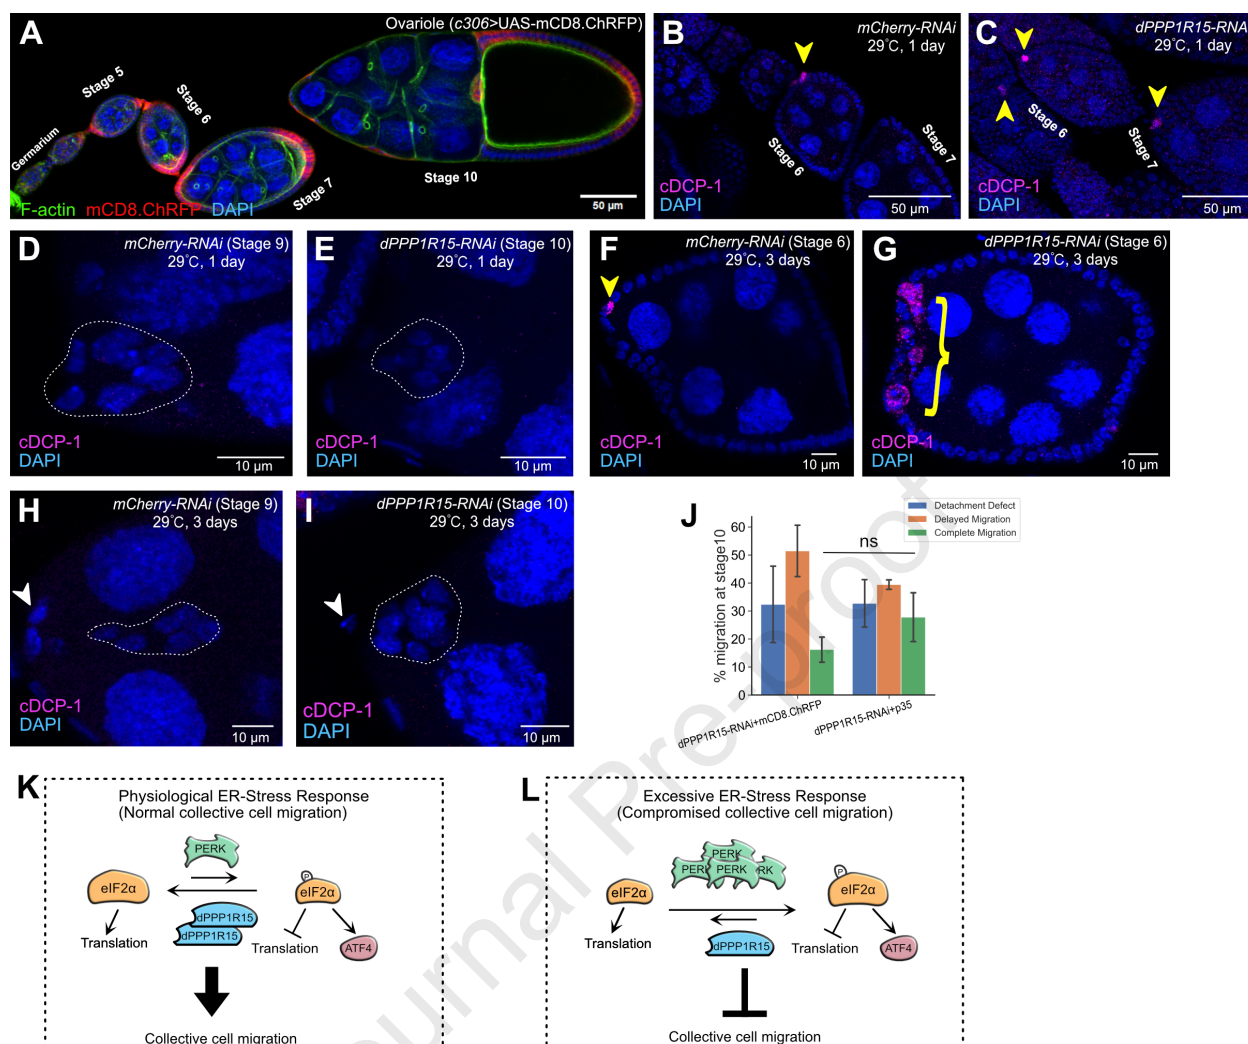 A
Ovariole (c306>UAS-mCD8.ChRFP)
Germarium
Stage 5
Stage 6
Stage 7
Stage 10
F-actin mCD8.ChRFP DAPI
50 µm
B
mCherry-RNAi
29°C, 1 day
Stage 6
Stage 7
cDCP-1
DAPI
50 µm
C
dPPP1R15-RNAi
29°C, 1 day
Stage 6
Stage 7
cDCP-1
DAPI
50 µm
D
mCherry-RNAi (Stage 9)
29°C, 1 day
cDCP-1
DAPI
10 µm
E
dPPP1R15-RNAi (Stage 10)
29°C, 1 day
cDCP-1
DAPI
10 µm
F
mCherry-RNAi (Stage 6)
29°C, 3 days
cDCP-1
DAPI
10 µm
G
dPPP1R15-RNAi (Stage 6)
29°C, 3 days
cDCP-1
DAPI
10 µm
H
mCherry-RNAi (Stage 9)
29°C, 3 days
cDCP-1
DAPI
10 µm
I
dPPP1R15-RNAi (Stage 10)
29°C, 3 days
cDCP-1
DAPI
10 µm
J
Detachment Defect
Delayed Migration
Complete Migration
ns
% migration at stage10
60
50
40
30
20
10
0
dPPP1R15-RNAi+mCD8.ChRFP
dPPP1R15-RNAi+p35
K
Physiological ER-Stress Response
(Normal collective cell migration)
PERK
eIF2α
P
eIF2α
dPPP1R15
dPPP1R15
Translation
Translation
ATF4
Collective cell migration
L
Excessive ER-Stress Response
(Compromised collective cell migration)
PERK
PERK
PERK
RK
eIF2α
P
eIF2α
dPPP1R15
Translation
Translation
ATF4
Collective cell migration
urnal Pre-proof